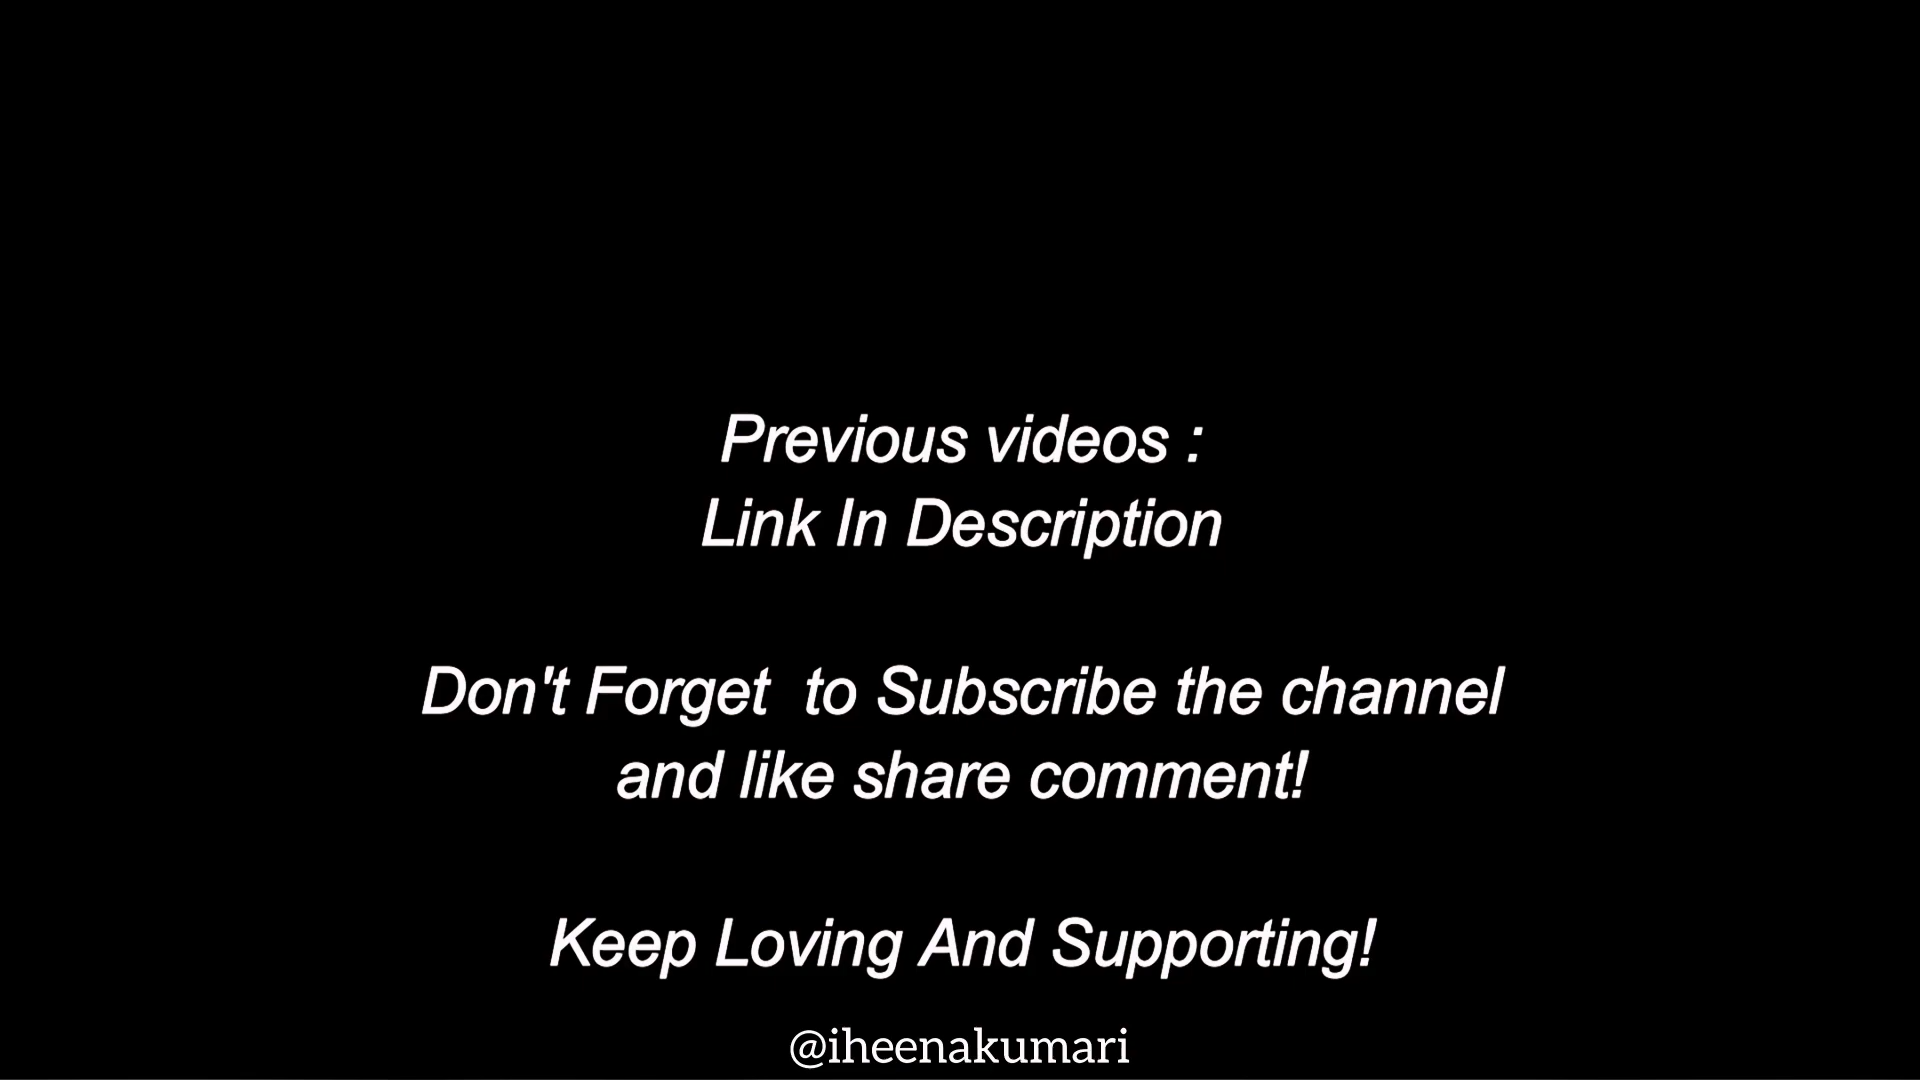 Previous videos :
Link In Description
Don't Forget  to Subscribe the channel
and like share comment!
Keep Loving And Supporting!
@iheenakumari